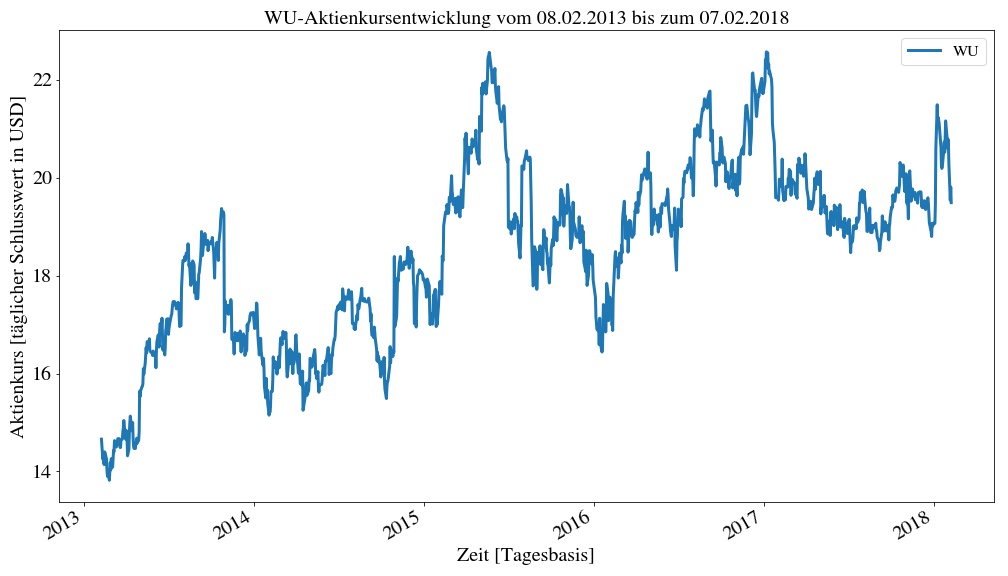 WU-Aktienkursentwicklung vom 08.02.2013 bis zum 07.02.2018
WU
Aktienkurs [täglicher Schlusswert in USD]
22
20
18
16
14
2013
2014
2015
2016
2017
2018
Zeit [Tagesbasis]